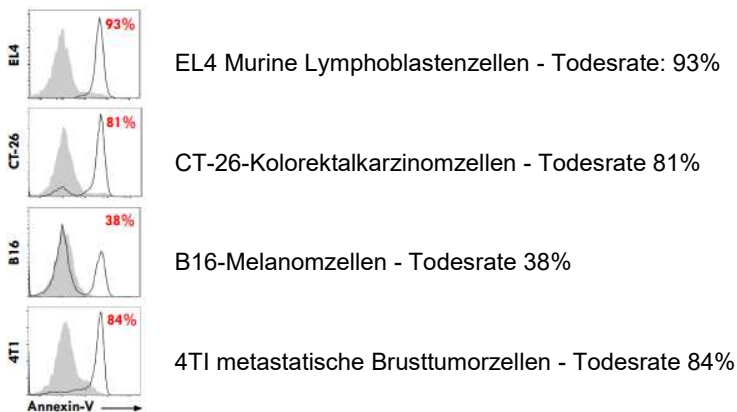 93%
EL4
EL4 Murine Lymphoblastenzellen - Todesrate: 93%
81%
CT-26
CT-26-Kolorektalkarzinomzellen - Todesrate 81%
38%
B16
B16-Melanomzellen - Todesrate 38%
84%
4T1
4TI metastatische Brusttumorzellen - Todesrate 84%
Annexin-V